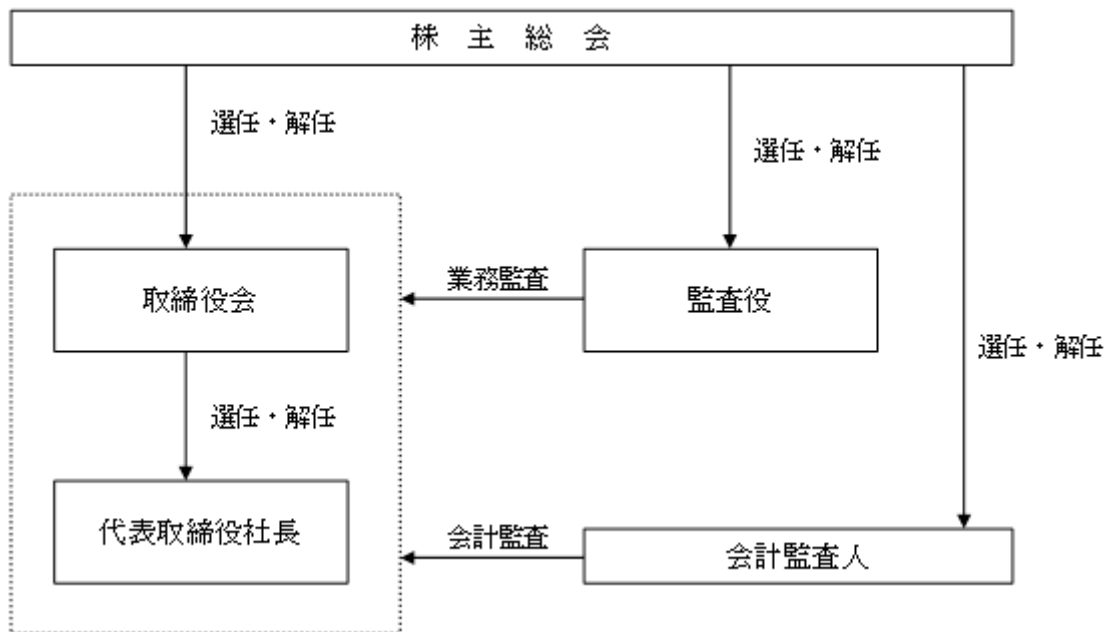 株 主 総 会
選任・解任
選任・解任
取締役会
業務監査
監査役
選任・解任
選任・解任
代表取締役社長
会計監査
会計監査人